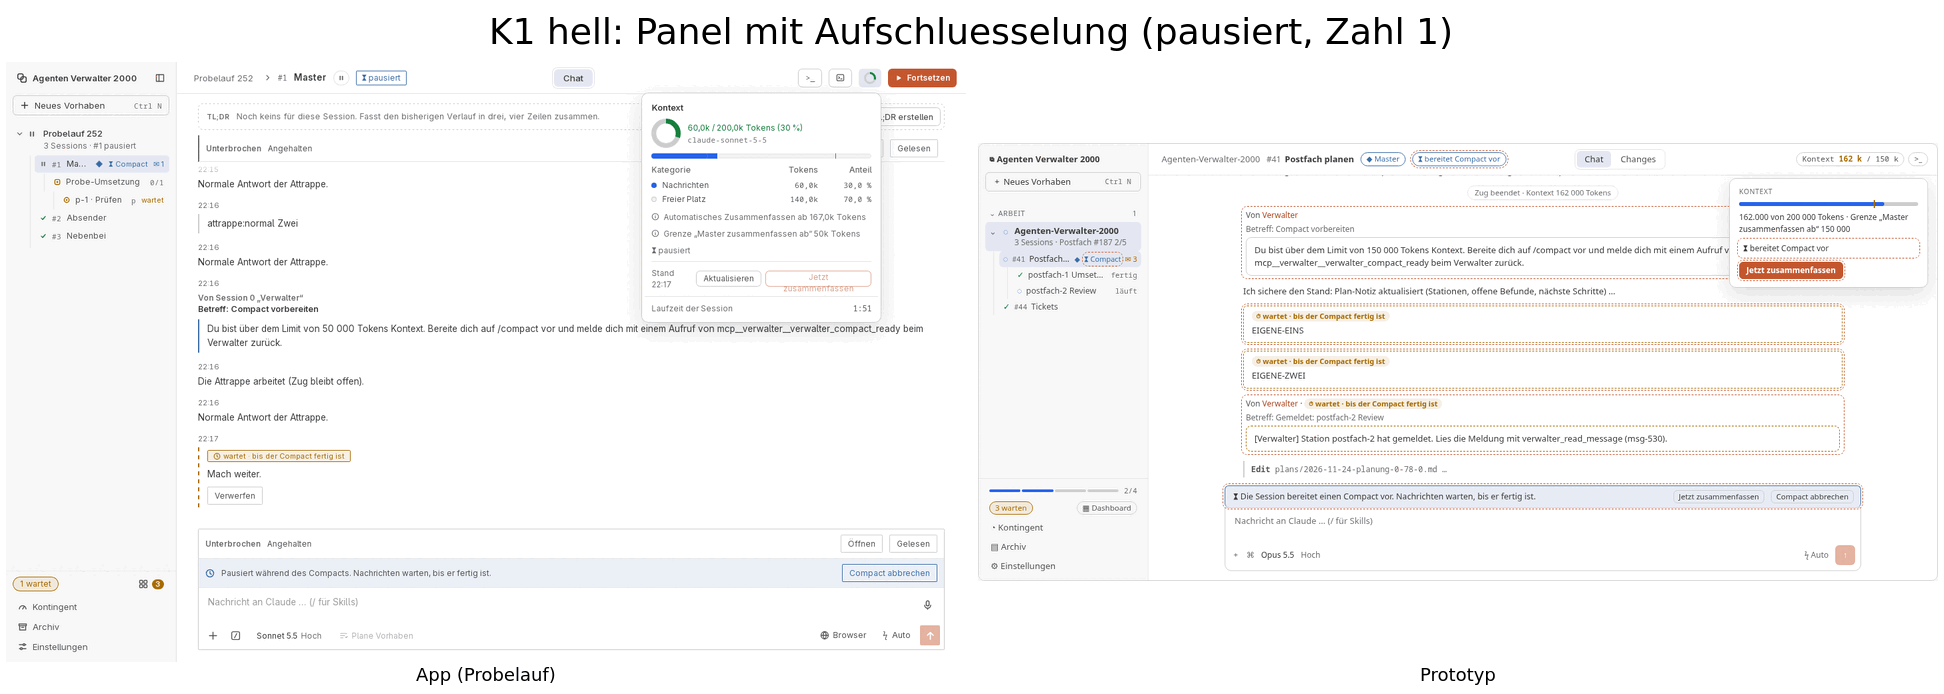 K1 hell: Panel mit Aufschluesselung (pausiert, Zahl 1)
Agenten Verwalter 2000
Neues Vorhaben Ctrl N
Probelauf 252
3 Sessions · #1 pausiert
#1 Ma... Compact 1
Probe-Umsetzung 0/1
p-1 · Prüfen p wartet
#2 Absender
#3 Nebenbei
1 wartet 3
Kontingent
Archiv
Einstellungen
Probelauf 252 > #1 Master pausiert
Chat
>_
Fortsetzen
TL;DR Noch keins für diese Session. Fasst den bisherigen Verlauf in drei, vier Zeilen zusammen.
;DR erstellen
Unterbrochen Angehalten
Gelesen
22:15
Normale Antwort der Attrappe.
22:16
attrappe:normal Zwei
22:16
Normale Antwort der Attrappe.
22:16
Von Session 0 „Verwalter“
Betreff: Compact vorbereiten
Du bist über dem Limit von 50 000 Tokens Kontext. Bereite dich auf /compact vor und melde dich mit einem Aufruf von mcp__verwalter__verwalter_compact_ready beim
Verwalter zurück.
22:16
Die Attrappe arbeitet (Zug bleibt offen).
22:16
Normale Antwort der Attrappe.
22:17
wartet · bis der Compact fertig ist
Mach weiter.
Verwerfen
Kontext
60,0k / 200,0k Tokens (30 %)
claude-sonnet-5-5
Kategorie Tokens Anteil
Nachrichten 60,0k 30,0 %
Freier Platz 140,0k 70,0 %
Automatisches Zusammenfassen ab 167,0k Tokens
Grenze „Master zusammenfassen ab“ 50k Tokens
pausiert
Stand
22:17
Aktualisieren
Jetzt
zusammenfassen
Laufzeit der Session 1:51
Unterbrochen Angehalten
Öffnen Gelesen
Pausiert während des Compacts. Nachrichten warten, bis er fertig ist.
Compact abbrechen
Nachricht an Claude … (/ für Skills)
Sonnet 5.5 Hoch Plane Vorhaben
Browser Auto
App (Probelauf)
Agenten Verwalter 2000
Neues Vorhaben Ctrl N
ARBEIT 1
Agenten-Verwalter-2000
3 Sessions · Postfach #187 2/5
#41 Postfach... Compact 3
postfach-1 Umset... fertig
postfach-2 Review läuft
#44 Tickets
2/4
3 warten Dashboard
Kontingent
Archiv
Einstellungen
Agenten-Verwalter-2000 #41 Postfach planen Master bereitet Compact vor
Chat Changes
Kontext 162 k / 150 k >_
Zug beendet · Kontext 162 000 Tokens
Von Verwalter
Betreff: Compact vorbereiten
Du bist über dem Limit von 150 000 Tokens Kontext. Bereite dich auf /compact vor und melde dich mit einem Aufruf v
mcp__verwalter__verwalter_compact_ready beim Verwalter zurück.
Ich sichere den Stand: Plan-Notiz aktualisiert (Stationen, offene Befunde, nächste Schritte) ...
wartet · bis der Compact fertig ist
EIGENE-EINS
wartet · bis der Compact fertig ist
EIGENE-ZWEI
Von Verwalter · wartet · bis der Compact fertig ist
Betreff: Gemeldet: postfach-2 Review
[Verwalter] Station postfach-2 hat gemeldet. Lies die Meldung mit verwalter_read_message (msg-530).
Edit plans/2026-11-24-planung-0-78-0.md …
KONTEXT
162.000 von 200 000 Tokens · Grenze „Master
zusammenfassen ab“ 150 000
bereitet Compact vor
Jetzt zusammenfassen
Die Session bereitet einen Compact vor. Nachrichten warten, bis er fertig ist.
Jetzt zusammenfassen Compact abbrechen
Nachricht an Claude ... (/ für Skills)
+ ⌘ Opus 5.5 Hoch
Auto
Prototyp